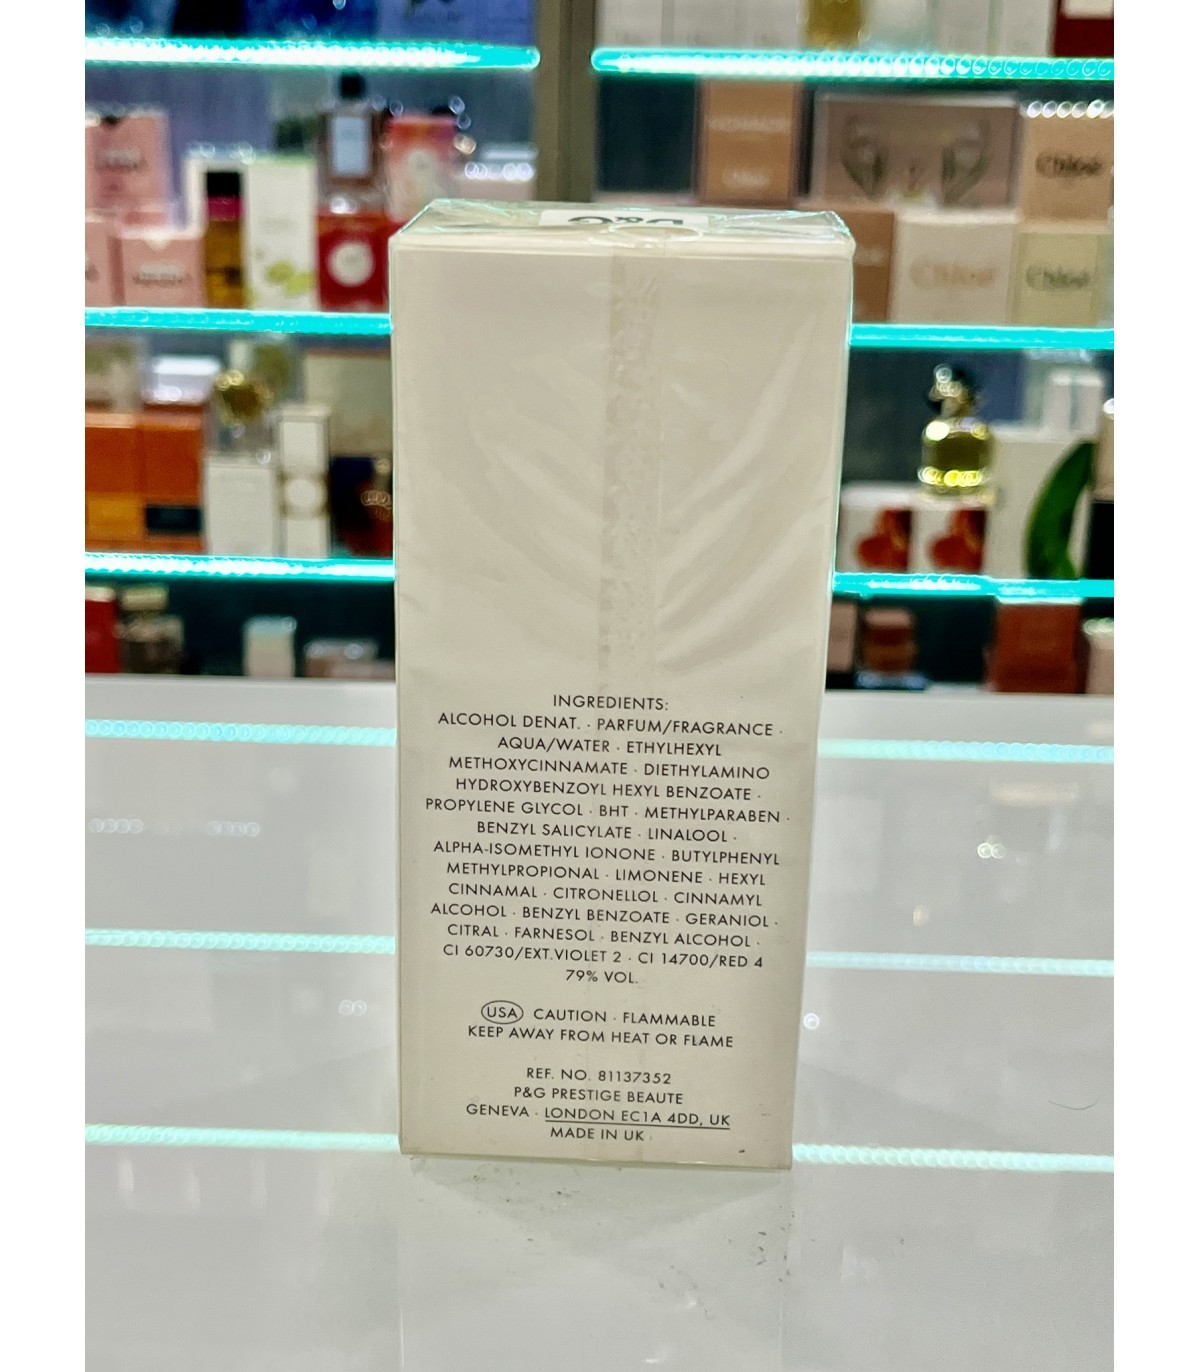 D&G
Chloé
Chloé
Chloé
INGREDIENTS:
ALCOHOL DENAT. · PARFUM/FRAGRANCE ·
AQUA/WATER · ETHYLHEXYL
METHOXYCINNAMATE · DIETHYLAMINO
HYDROXYBENZOYL HEXYL BENZOATE ·
PROPYLENE GLYCOL · BHT · METHYLPARABEN ·
BENZYL SALICYLATE · LINALOOL ·
ALPHA-ISOMETHYL IONONE · BUTYLPHENYL
METHYLPROPIONAL · LIMONENE · HEXYL
CINNAMAL · CITRONELLOL · CINNAMYL
ALCOHOL · BENZYL BENZOATE · GERANIOL ·
CITRAL · FARNESOL · BENZYL ALCOHOL ·
CI 60730/EXT.VIOLET 2 · CI 14700/RED 4
79% VOL.
USA CAUTION · FLAMMABLE
KEEP AWAY FROM HEAT OR FLAME
REF. NO. 81137352
P&G PRESTIGE BEAUTE
GENEVA · LONDON EC1A 4DD, UK
MADE IN UK ·